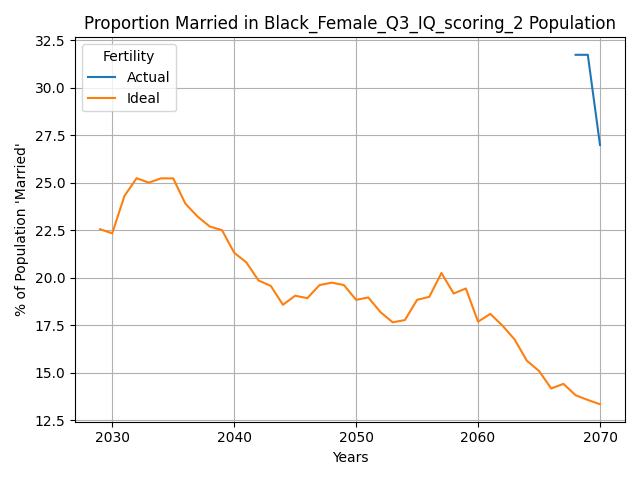 Proportion Married in Black_Female_Q3_IQ_scoring_2 Population
32.5
30.0
27.5
25.0
22.5
20.0
17.5
15.0
12.5
% of Population 'Married'
Fertility
Actual
Ideal
2030
2040
2050
2060
2070
Years